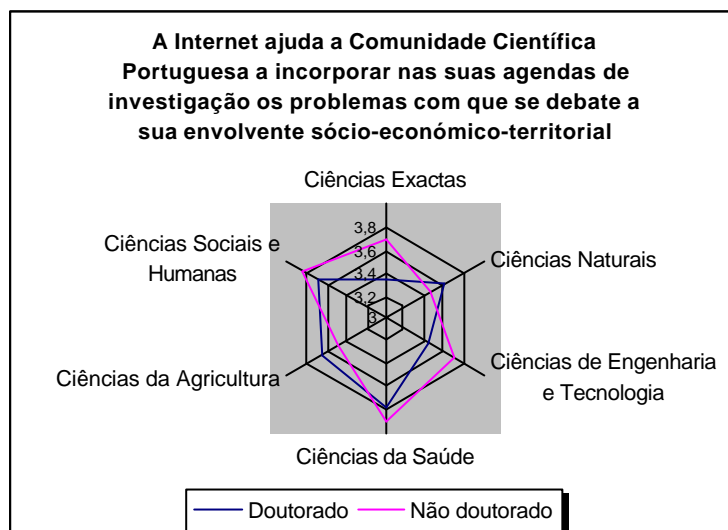 A Internet ajuda a Comunidade Científica
Portuguesa a incorporar nas suas agendas de
investigação os problemas com que se debate a
sua envolvente sócio-económico-territorial
Ciências Exactas
3,8
3,6
3,4
3,2
3
Ciências Sociais e
Humanas
Ciências Naturais
Ciências da Agricultura
Ciências de Engenharia
e Tecnologia
Ciências da Saúde
Doutorado
Não doutorado